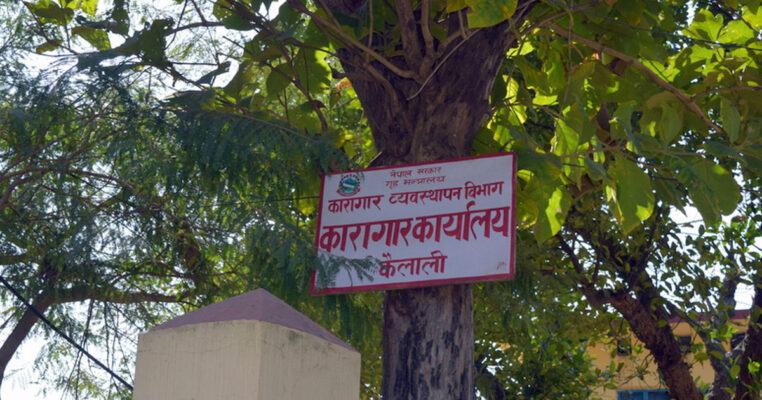 नेपाल सरकार
गृह मन्त्रालय
कारागार व्यवस्थापन विभाग
कारागार कार्यालय
कैलाली